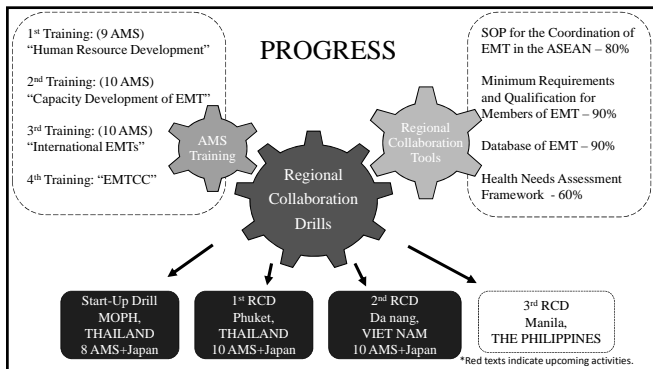 PROGRESS
1st Training: (9 AMS)
“Human Resource Development”
2nd Training: (10 AMS)
“Capacity Development of EMT”
3rd Training: (10 AMS)
“International EMTs”
4th Training: “EMTCC”
AMS
Training
Regional
Collaboration
Drills
Regional
Collaboration
Tools
SOP for the Coordination of
EMT in the ASEAN – 80%
Minimum Requirements
and Qualification for
Members of EMT – 90%
Database of EMT – 90%
Health Needs Assessment
Framework - 60%
Start-Up Drill
MOPH,
THAILAND
8 AMS+Japan
1st RCD
Phuket,
THAILAND
10 AMS+Japan
2nd RCD
Da nang,
VIET NAM
10 AMS+Japan
3rd RCD
Manila,
THE PHILIPPINES
*Red texts indicate upcoming activities.